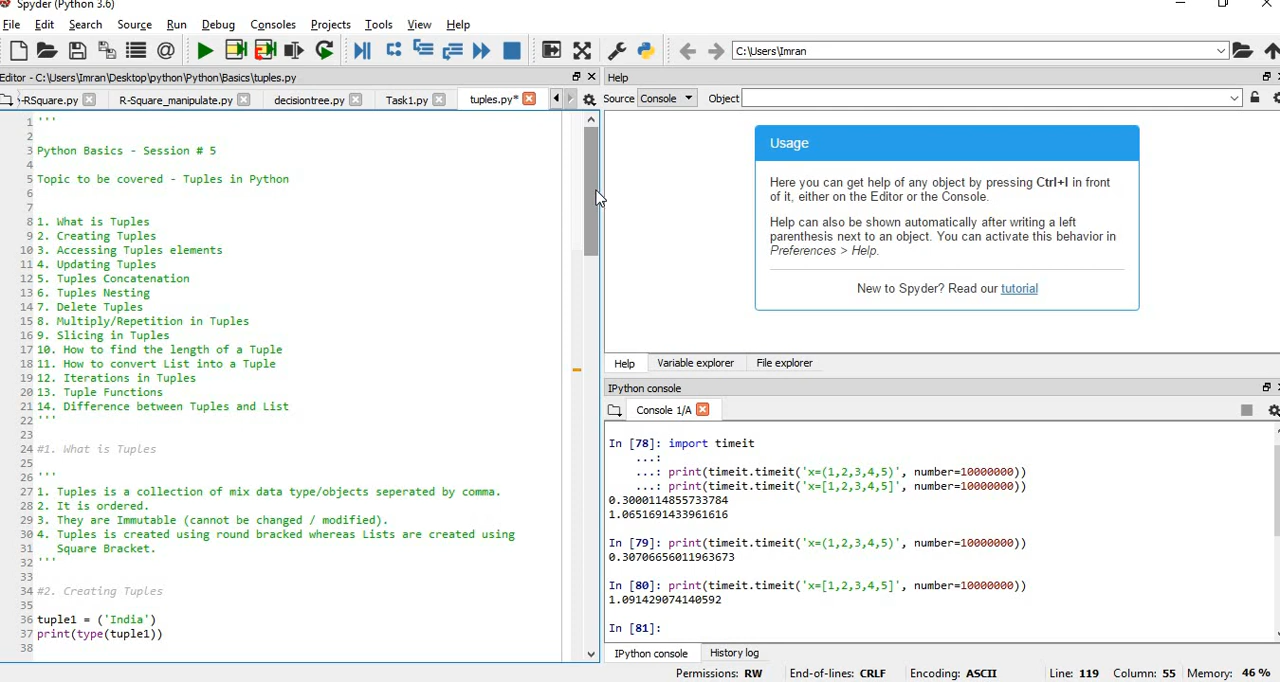 Spyder (Python 3.6)
File Edit Search Source Run Debug Consoles Projects Tools View Help
C:\Users\Imran
Editor - C:\Users\Imran\Desktop\python\Python\Basics\tuples.py
Help
-RSquare.py R-Square_manipulate.py decisiontree.py Task1.py tuples.py*
Source Console Object
1 '''
2
3 Python Basics - Session # 5
4
5 Topic to be covered - Tuples in Python
6
7
8 1. What is Tuples
9 2. Creating Tuples
10 3. Accessing Tuples elements
11 4. Updating Tuples
12 5. Tuples Concatenation
13 6. Tuples Nesting
14 7. Delete Tuples
15 8. Multiply/Repetition in Tuples
16 9. Slicing in Tuples
17 10. How to find the length of a Tuple
18 11. How to convert List into a Tuple
19 12. Iterations in Tuples
20 13. Tuple Functions
21 14. Difference between Tuples and List
22 '''
23
24 #1. What is Tuples
25
26 '''
27 1. Tuples is a collection of mix data type/objects seperated by comma.
28 2. It is ordered.
29 3. They are Immutable (cannot be changed / modified).
30 4. Tuples is created using round bracked whereas Lists are created using
31 Square Bracket.
32 '''
33
34 #2. Creating Tuples
35
36 tuple1 = ('India')
37 print(type(tuple1))
38
Usage
Here you can get help of any object by pressing Ctrl+I in front
of it, either on the Editor or the Console.
Help can also be shown automatically after writing a left
parenthesis next to an object. You can activate this behavior in
Preferences > Help.
New to Spyder? Read our tutorial
Help Variable explorer File explorer
IPython console
Console 1/A
In [78]: import timeit
...:
...: print(timeit.timeit('x=(1,2,3,4,5)', number=10000000))
...: print(timeit.timeit('x=[1,2,3,4,5]', number=10000000))
0.3000114855733784
1.0651691433961616
In [79]: print(timeit.timeit('x=(1,2,3,4,5)', number=10000000))
0.30706656011963673
In [80]: print(timeit.timeit('x=[1,2,3,4,5]', number=10000000))
1.091429074140592
In [81]:
IPython console History log
Permissions: RW End-of-lines: CRLF Encoding: ASCII Line: 119 Column: 55 Memory: 46 %